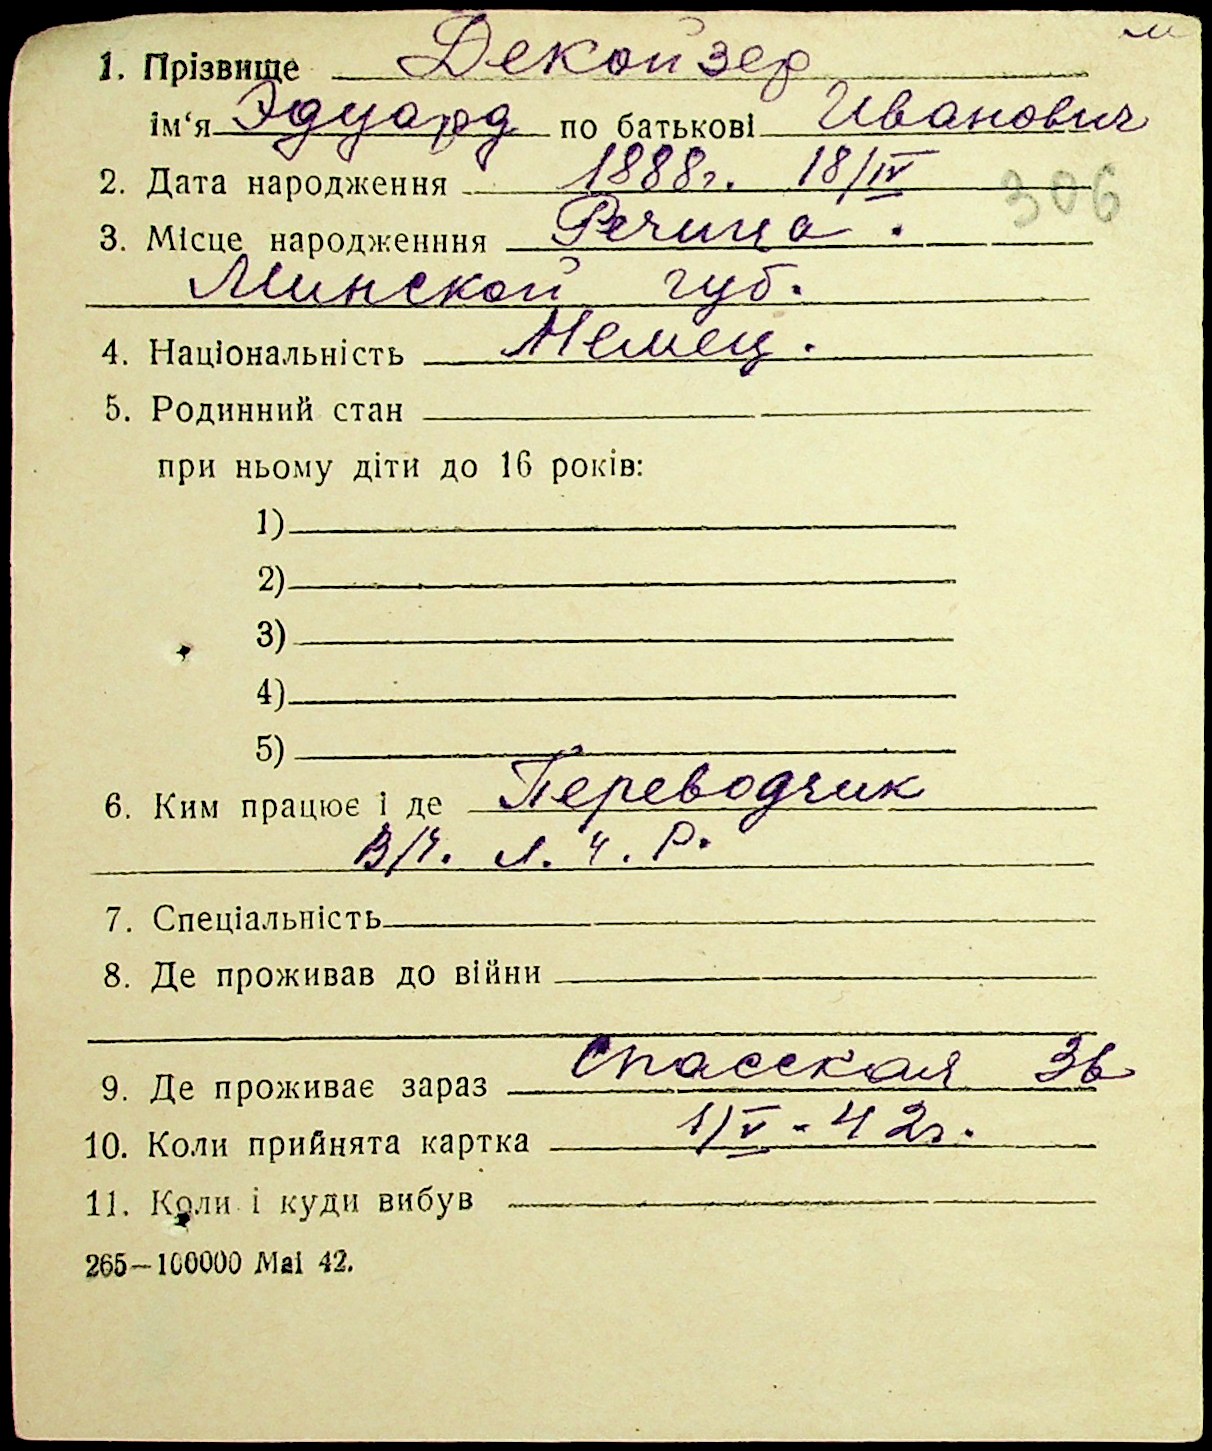 м
1. Прізвище Декойзер
ім‘я Эдуард по батькові Иванович
2. Дата народження 1888г. 18/IV
306
3. Місце народженння Речица.
Минской губ.
4. Національність Немец.
5. Родинний стан
при ньому діти до 16 років:
1)
2)
3)
4)
5)
6. Ким працює і де Переводчик
В/Ч. Л. Ч. Р.
7. Спеціальність
8. Де проживав до війни
9. Де проживає зараз Спасская 3в
10. Коли прийнята картка 1/V - 42г.
11. Коли і куди вибув
265—100000 Mai 42.